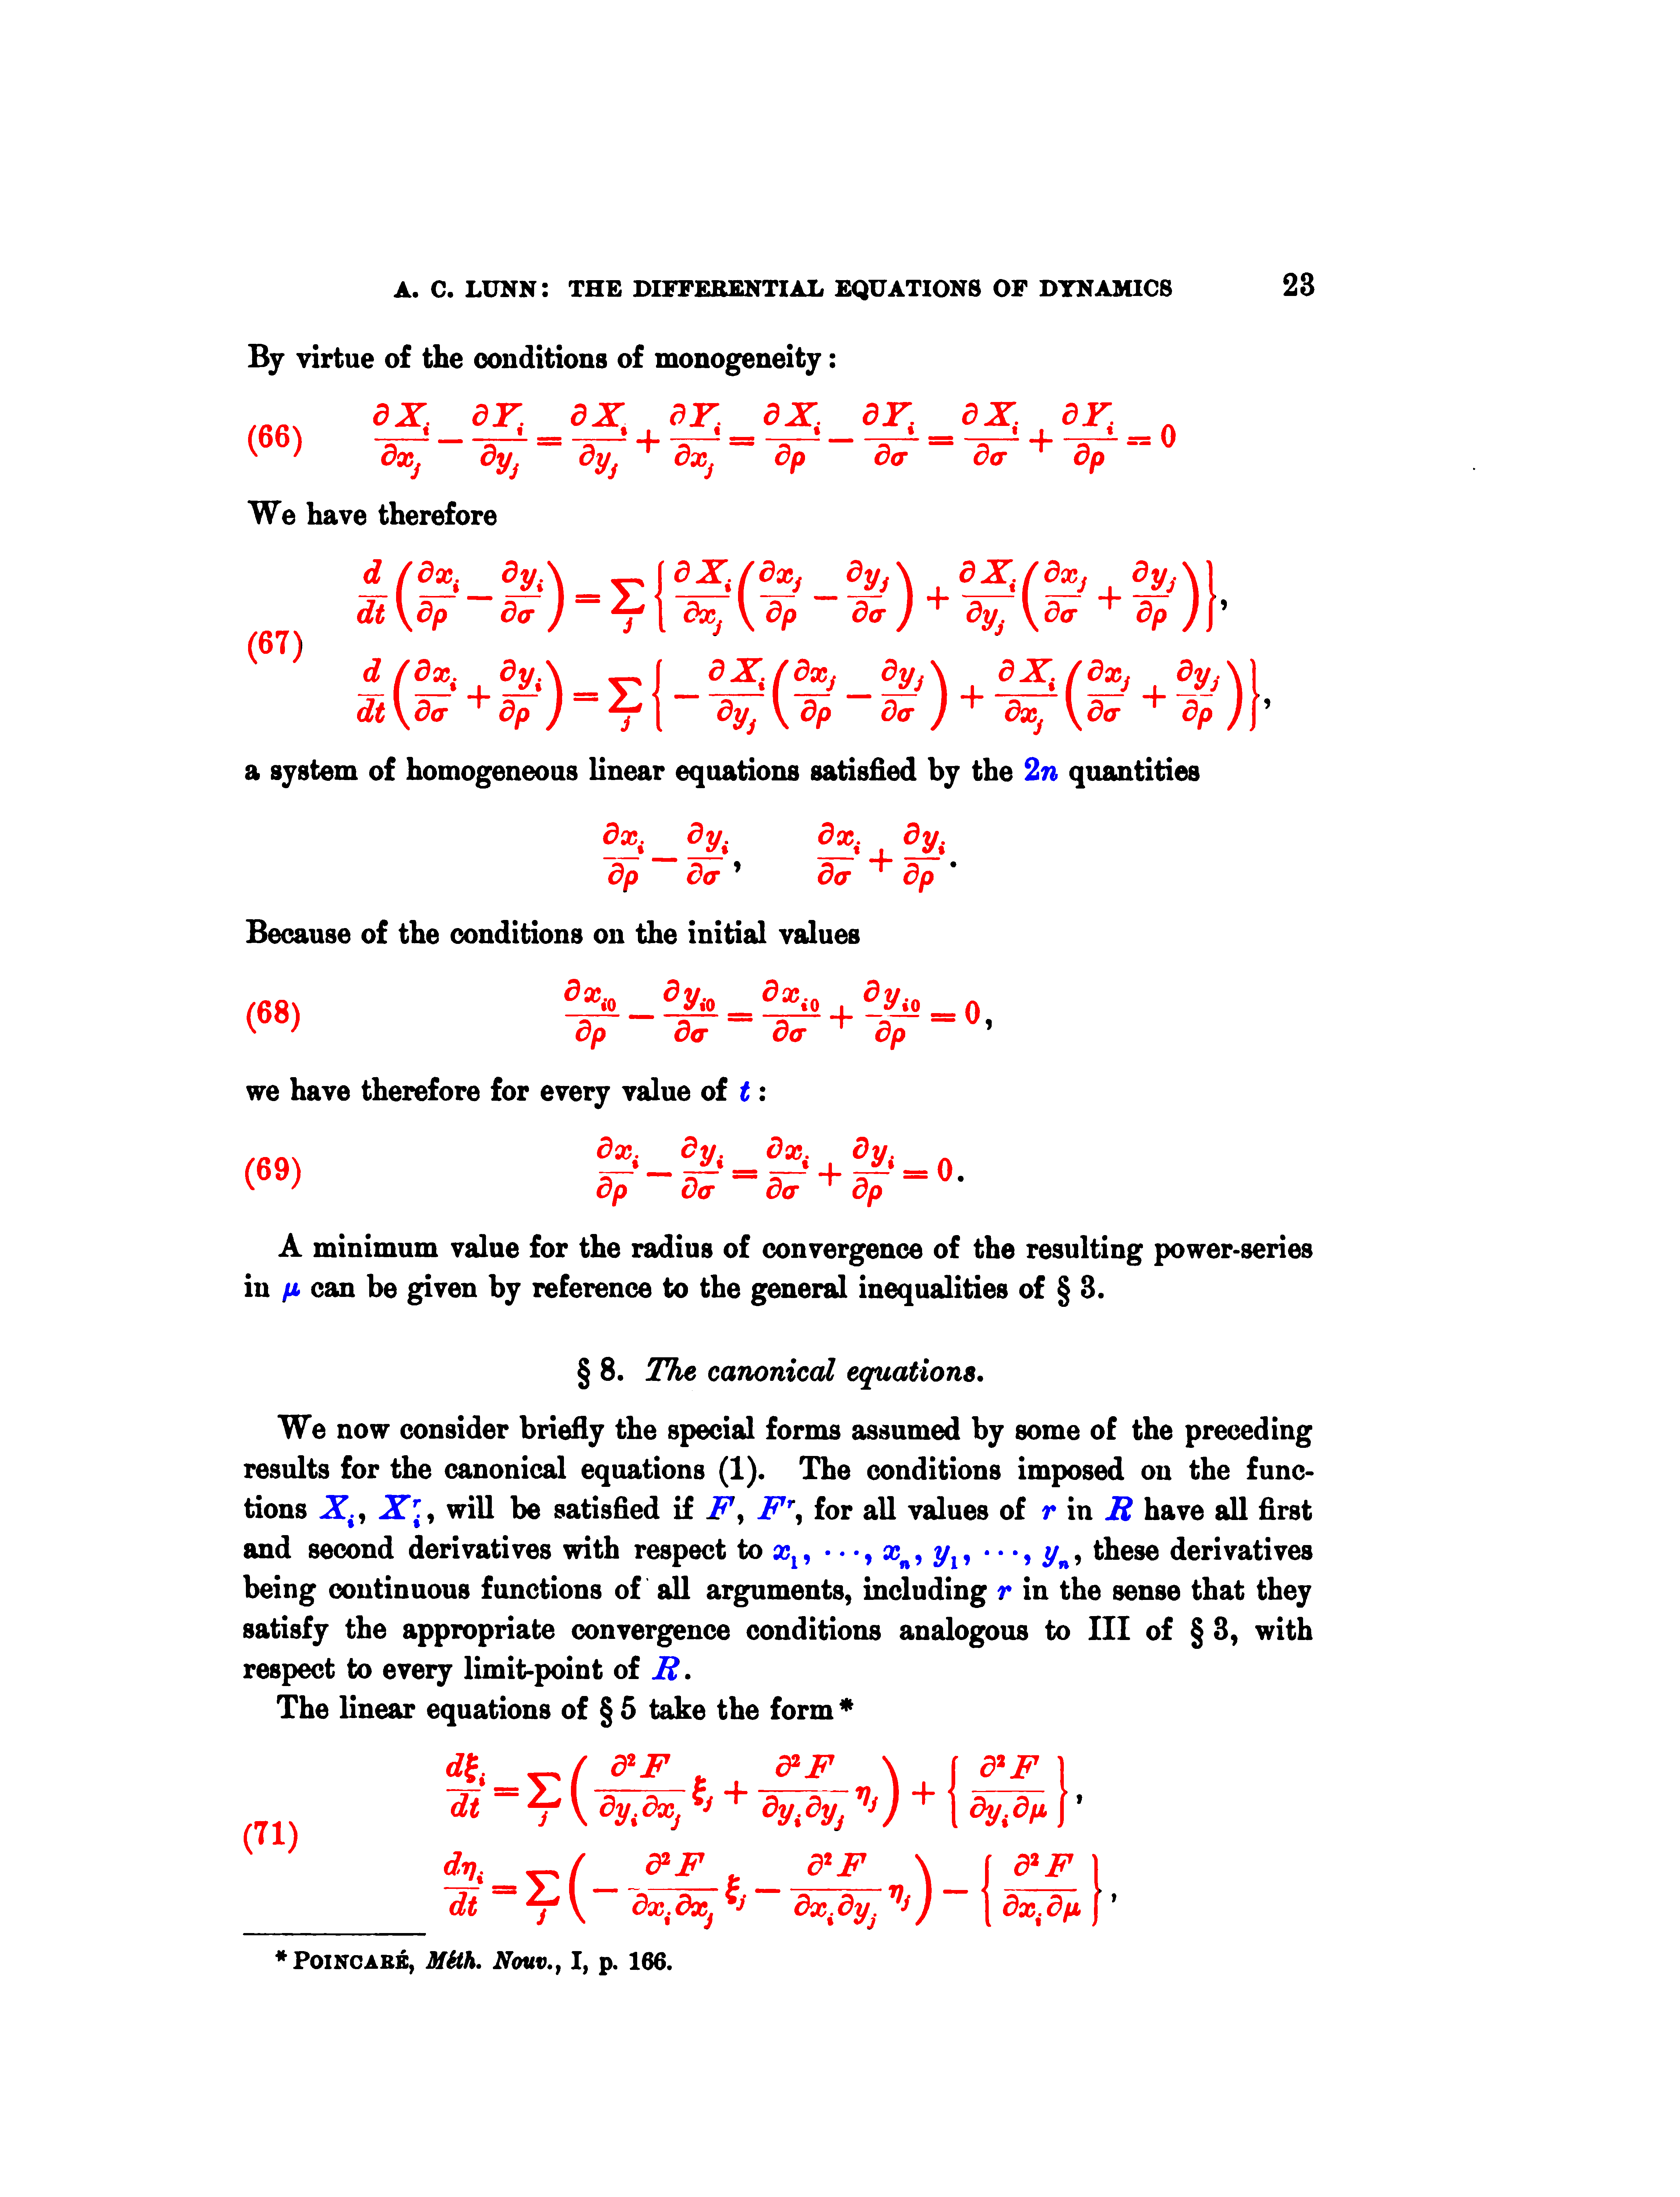 A. C. LUNN: THE DIFFERENTIAL EQUATIONS OF DYNAMICS 23
By virtue of the conditions of monogeneity:
(66) \frac{\partial X_i}{\partial x_j} - \frac{\partial Y_i}{\partial y_j} = \frac{\partial X_i}{\partial y_j} + \frac{\partial Y_i}{\partial x_j} = \frac{\partial X_i}{\partial \rho} - \frac{\partial Y_i}{\partial \sigma} = \frac{\partial X_i}{\partial \sigma} + \frac{\partial Y_i}{\partial \rho} = 0
We have therefore
\frac{d}{dt}\left(\frac{\partial x_i}{\partial \rho} - \frac{\partial y_i}{\partial \sigma}\right) = \sum_j \left\{\frac{\partial X_i}{\partial x_j}\left(\frac{\partial x_j}{\partial \rho} - \frac{\partial y_j}{\partial \sigma}\right) + \frac{\partial X_i}{\partial y_j}\left(\frac{\partial x_j}{\partial \sigma} + \frac{\partial y_j}{\partial \rho}\right)\right\},
(67)
\frac{d}{dt}\left(\frac{\partial x_i}{\partial \sigma} + \frac{\partial y_i}{\partial \rho}\right) = \sum_j \left\{-\frac{\partial X_i}{\partial y_j}\left(\frac{\partial x_j}{\partial \rho} - \frac{\partial y_j}{\partial \sigma}\right) + \frac{\partial X_i}{\partial x_j}\left(\frac{\partial x_j}{\partial \sigma} + \frac{\partial y_j}{\partial \rho}\right)\right\},
a system of homogeneous linear equations satisfied by the 2n quantities
\frac{\partial x_i}{\partial \rho} - \frac{\partial y_i}{\partial \sigma}, \frac{\partial x_i}{\partial \sigma} + \frac{\partial y_i}{\partial \rho}.
Because of the conditions on the initial values
(68) \frac{\partial x_{i0}}{\partial \rho} - \frac{\partial y_{i0}}{\partial \sigma} = \frac{\partial x_{i0}}{\partial \sigma} + \frac{\partial y_{i0}}{\partial \rho} = 0,
we have therefore for every value of t:
(69) \frac{\partial x_i}{\partial \rho} - \frac{\partial y_i}{\partial \sigma} = \frac{\partial x_i}{\partial \sigma} + \frac{\partial y_i}{\partial \rho} = 0.
A minimum value for the radius of convergence of the resulting power-series
in μ can be given by reference to the general inequalities of § 3.
§ 8. The canonical equations.
We now consider briefly the special forms assumed by some of the preceding
results for the canonical equations (1). The conditions imposed on the func-
tions X_i, X_i^r, will be satisfied if F, F^r, for all values of r in R have all first
and second derivatives with respect to x_1, ···, x_n, y_1, ···, y_n, these derivatives
being continuous functions of all arguments, including r in the sense that they
satisfy the appropriate convergence conditions analogous to III of § 3, with
respect to every limit-point of R.
The linear equations of § 5 take the form *
\frac{d\xi_i}{dt} = \sum_j \left(\frac{\partial^2 F}{\partial y_i \partial x_j}\xi_j + \frac{\partial^2 F}{\partial y_i \partial y_j}\eta_j\right) + \left\{\frac{\partial^2 F}{\partial y_i \partial \mu}\right\},
(71)
\frac{d\eta_i}{dt} = \sum_j \left(-\frac{\partial^2 F}{\partial x_i \partial x_j}\xi_j - \frac{\partial^2 F}{\partial x_i \partial y_j}\eta_j\right) - \left\{\frac{\partial^2 F}{\partial x_i \partial \mu}\right\},
* POINCARÉ, Méth. Nouv., I, p. 166.